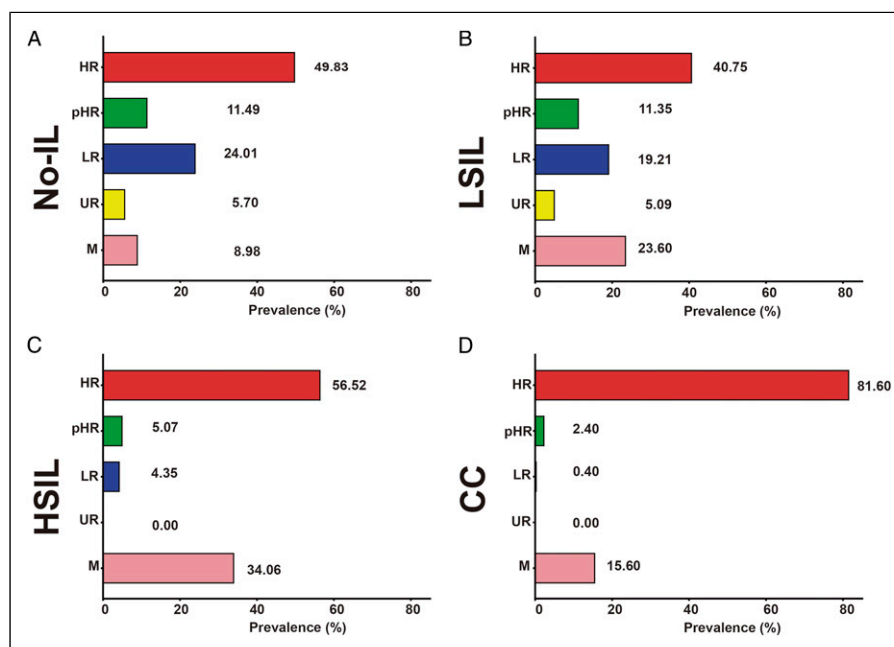 A
No-IL
HR 49.83
pHR 11.49
LR 24.01
UR 5.70
M 8.98
0 20 40 60 80
Prevalence (%)
B
LSIL
HR 40.75
pHR 11.35
LR 19.21
UR 5.09
M 23.60
0 20 40 60 80
Prevalence (%)
C
HSIL
HR 56.52
pHR 5.07
LR 4.35
UR 0.00
M 34.06
0 20 40 60 80
Prevalence (%)
D
CC
HR 81.60
pHR 2.40
LR 0.40
UR 0.00
M 15.60
0 20 40 60 80
Prevalence (%)